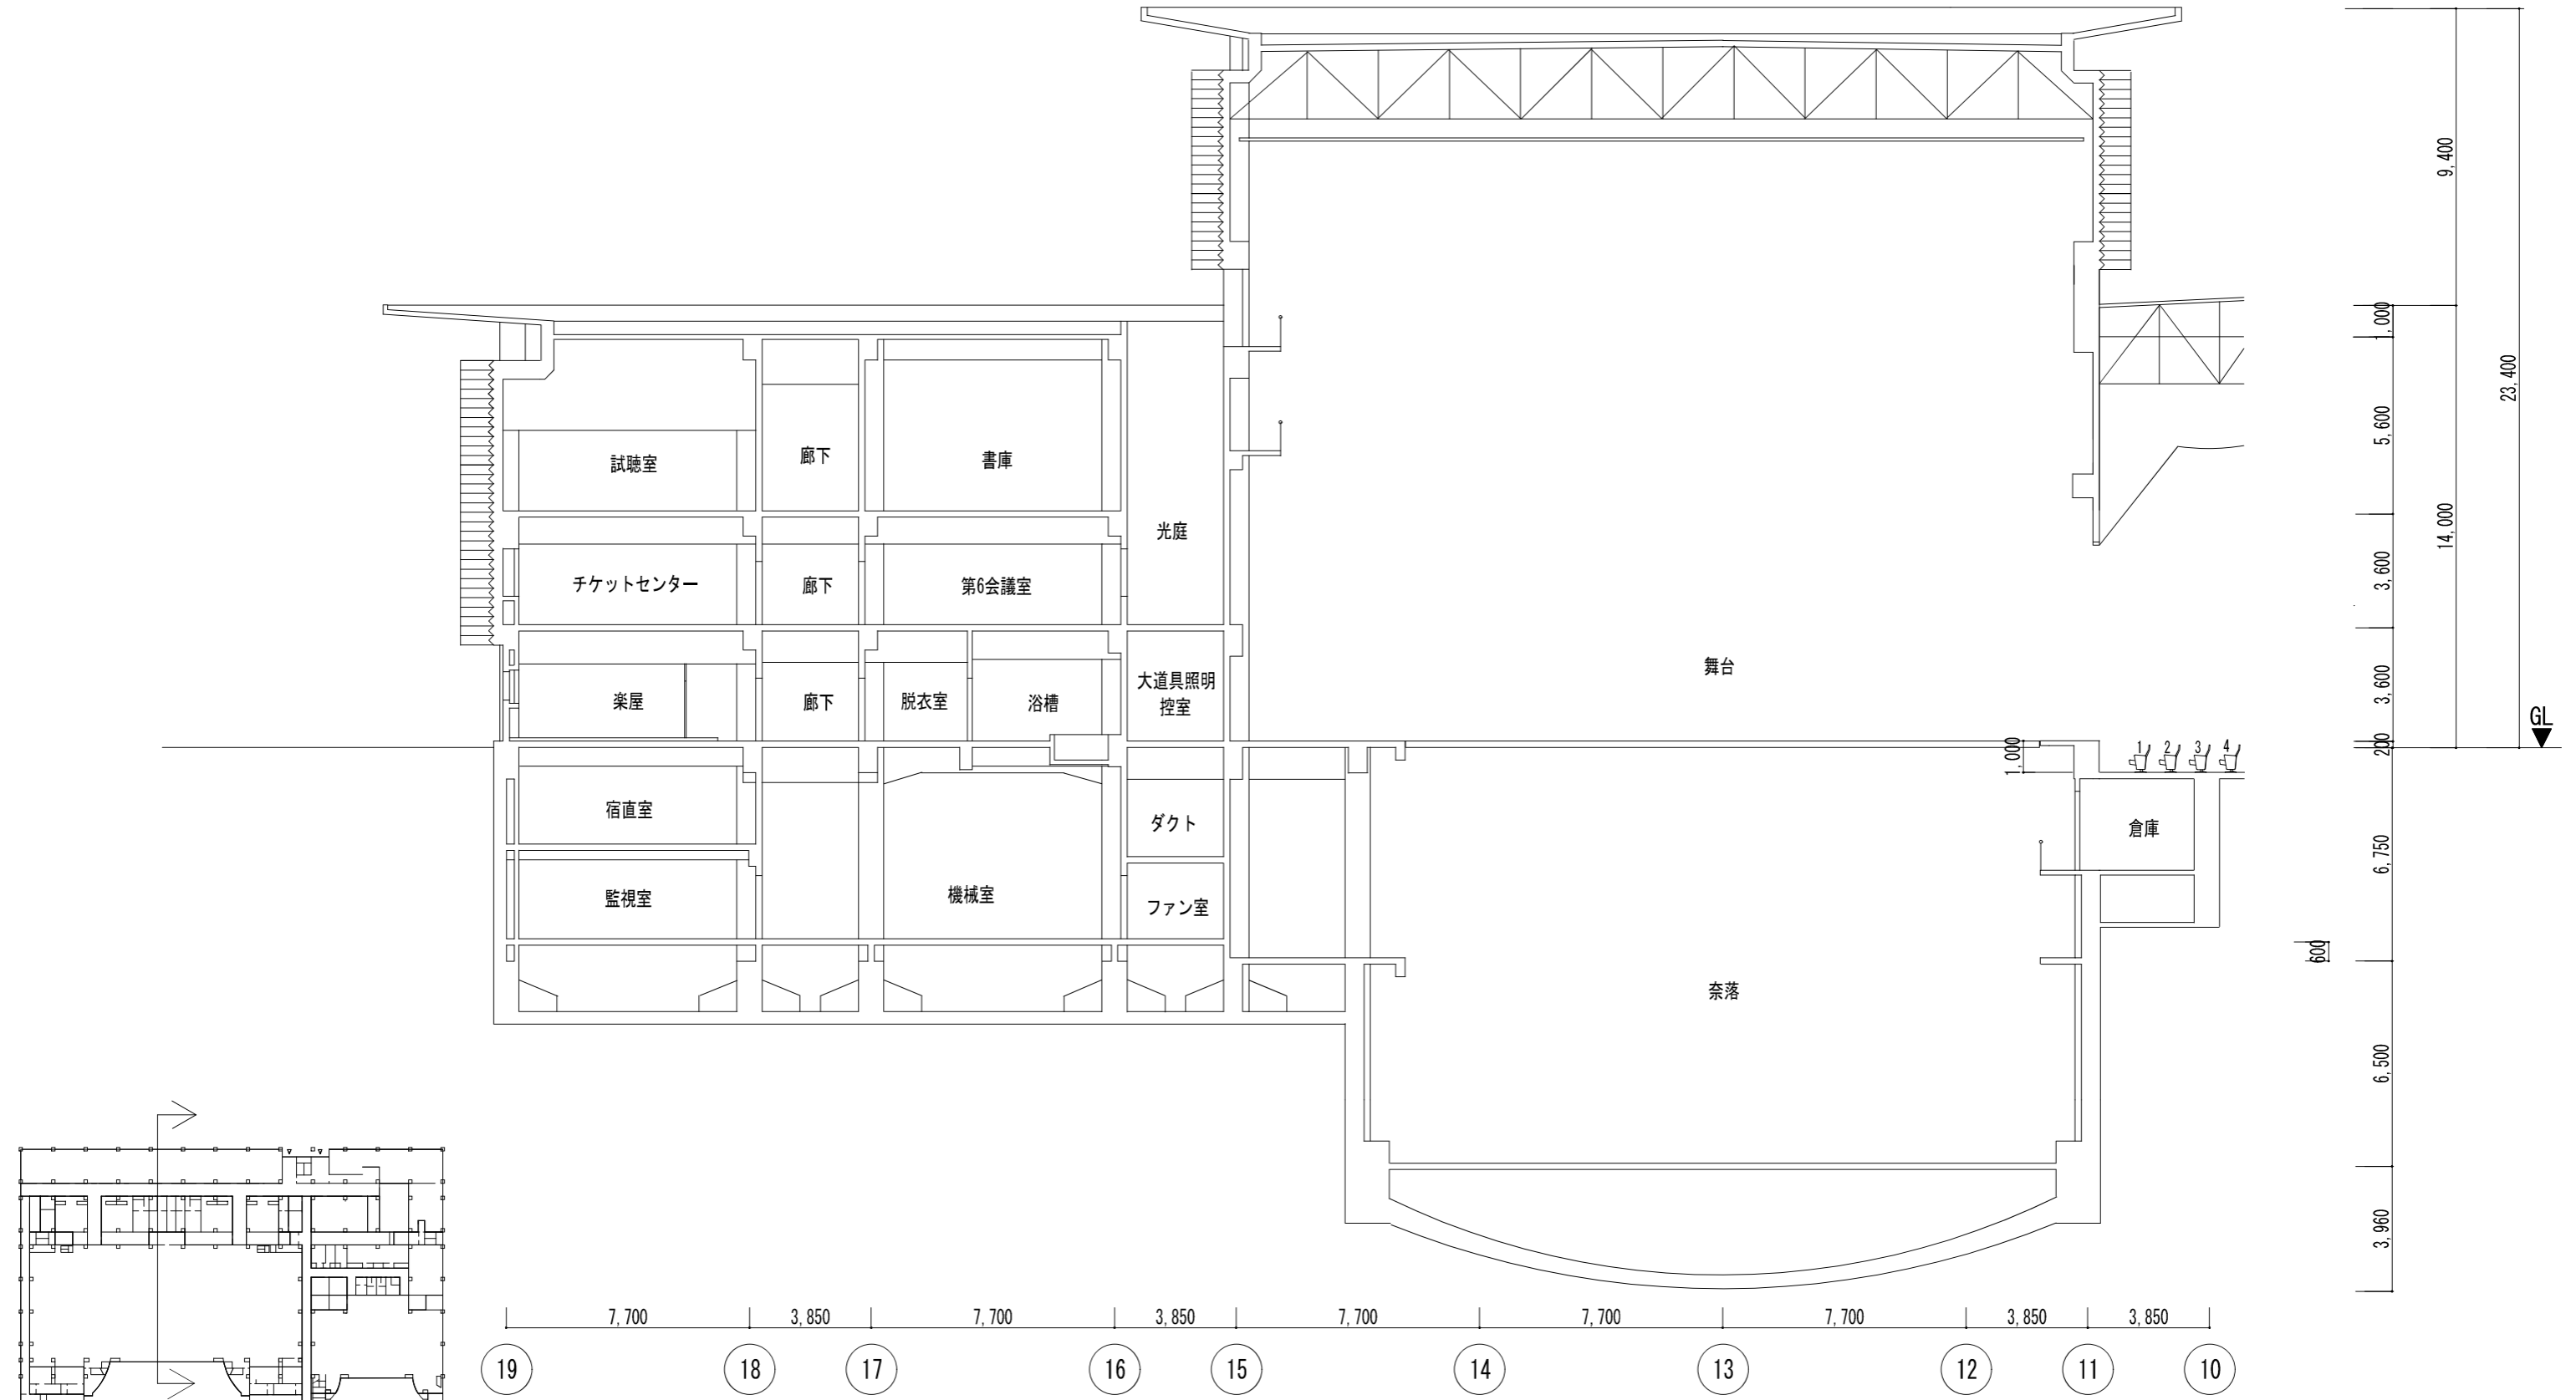 9,400
23,400
1,000
5,600
14,000
3,600
3,600
200
GL
6,750
600
6,500
3,960
試聴室
廊下
書庫
光庭
チケットセンター
廊下
第6会議室
舞台
楽屋
廊下
脱衣室
浴槽
大道具照明
控室
1,000
1 2 3 4
宿直室
ダクト
倉庫
監視室
機械室
ファン室
奈落
7,700 3,850 7,700 3,850 7,700 7,700 7,700 3,850 3,850
19 18 17 16 15 14 13 12 11 10